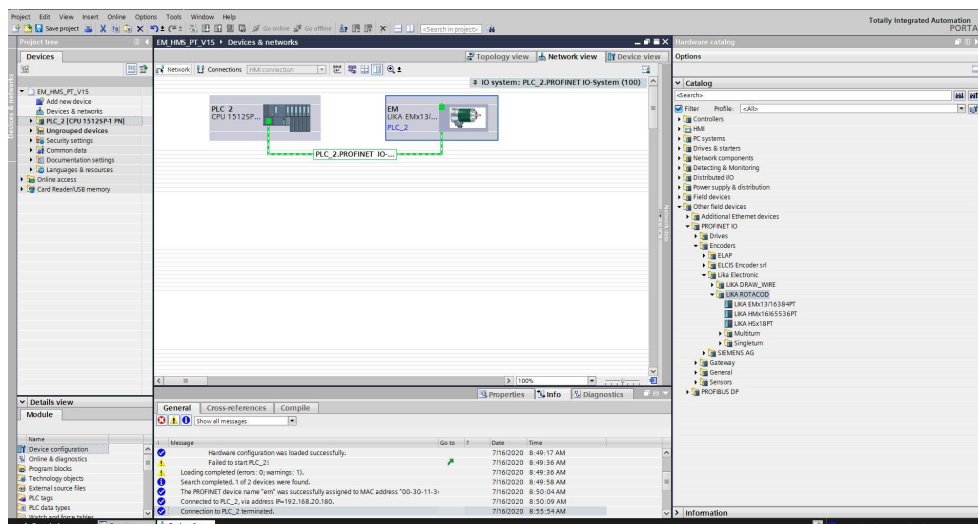 Project Edit View Insert Online Options Tools Window Help
Totally Integrated Automation
PORTA
Save project
Go online
Go offline
<Search in project>
Project tree
EM_HMS_PT_V15 Devices & networks
Hardware catalog
Devices
Topology view
Network view
Device view
Options
Network
Connections
HMI connection
IO system: PLC_2.PROFINET IO-System (100)
Catalog
<Search>
Filter
Profile:
<All>
EM_HMS_PT_V15
Add new device
Devices & networks
PLC_2 [CPU 1512SP-1 PN]
Ungrouped devices
Security settings
Common data
Documentation settings
Languages & resources
Online access
Card Reader/USB memory
PLC_2
CPU 1512SP...
EM
LIKA EMx13/...
PLC_2
PLC_2.PROFINET IO-...
Devices & networks
Network data
Controllers
HMI
PC systems
Drives & starters
Network components
Detecting & Monitoring
Distributed I/O
Power supply & distribution
Field devices
Other field devices
Additional Ethernet devices
PROFINET IO
Drives
Encoders
ELAP
ELCIS Encoder srl
Lika Electronic
LIKA DRAW_WIRE
LIKA ROTACOD
LIKA EMx13/16384PT
LIKA HMx16I65536PT
LIKA HSx18PT
Multiturn
Singleturn
SIEMENS AG
Gateway
General
Sensors
PROFIBUS DP
100%
Properties
Info
Diagnostics
Details view
Module
Name
Device configuration
Online & diagnostics
Program blocks
Technology objects
External source files
PLC tags
PLC data types
Watch and force tables
General
Cross-references
Compile
Show all messages
! Message Go to ? Date Time
Hardware configuration was loaded successfully. 7/16/2020 8:49:17 AM
Failed to start PLC_2! 7/16/2020 8:49:36 AM
Loading completed (errors: 0; warnings: 1). 7/16/2020 8:49:36 AM
Search completed. 1 of 2 devices were found. 7/16/2020 8:49:58 AM
The PROFINET device name "em" was successfully assigned to MAC address "00-30-11-3 7/16/2020 8:50:04 AM
Connected to PLC_2, via address IP=192.168.20.180. 7/16/2020 8:50:09 AM
Connection to PLC_2 terminated. 7/16/2020 8:55:54 AM
Information